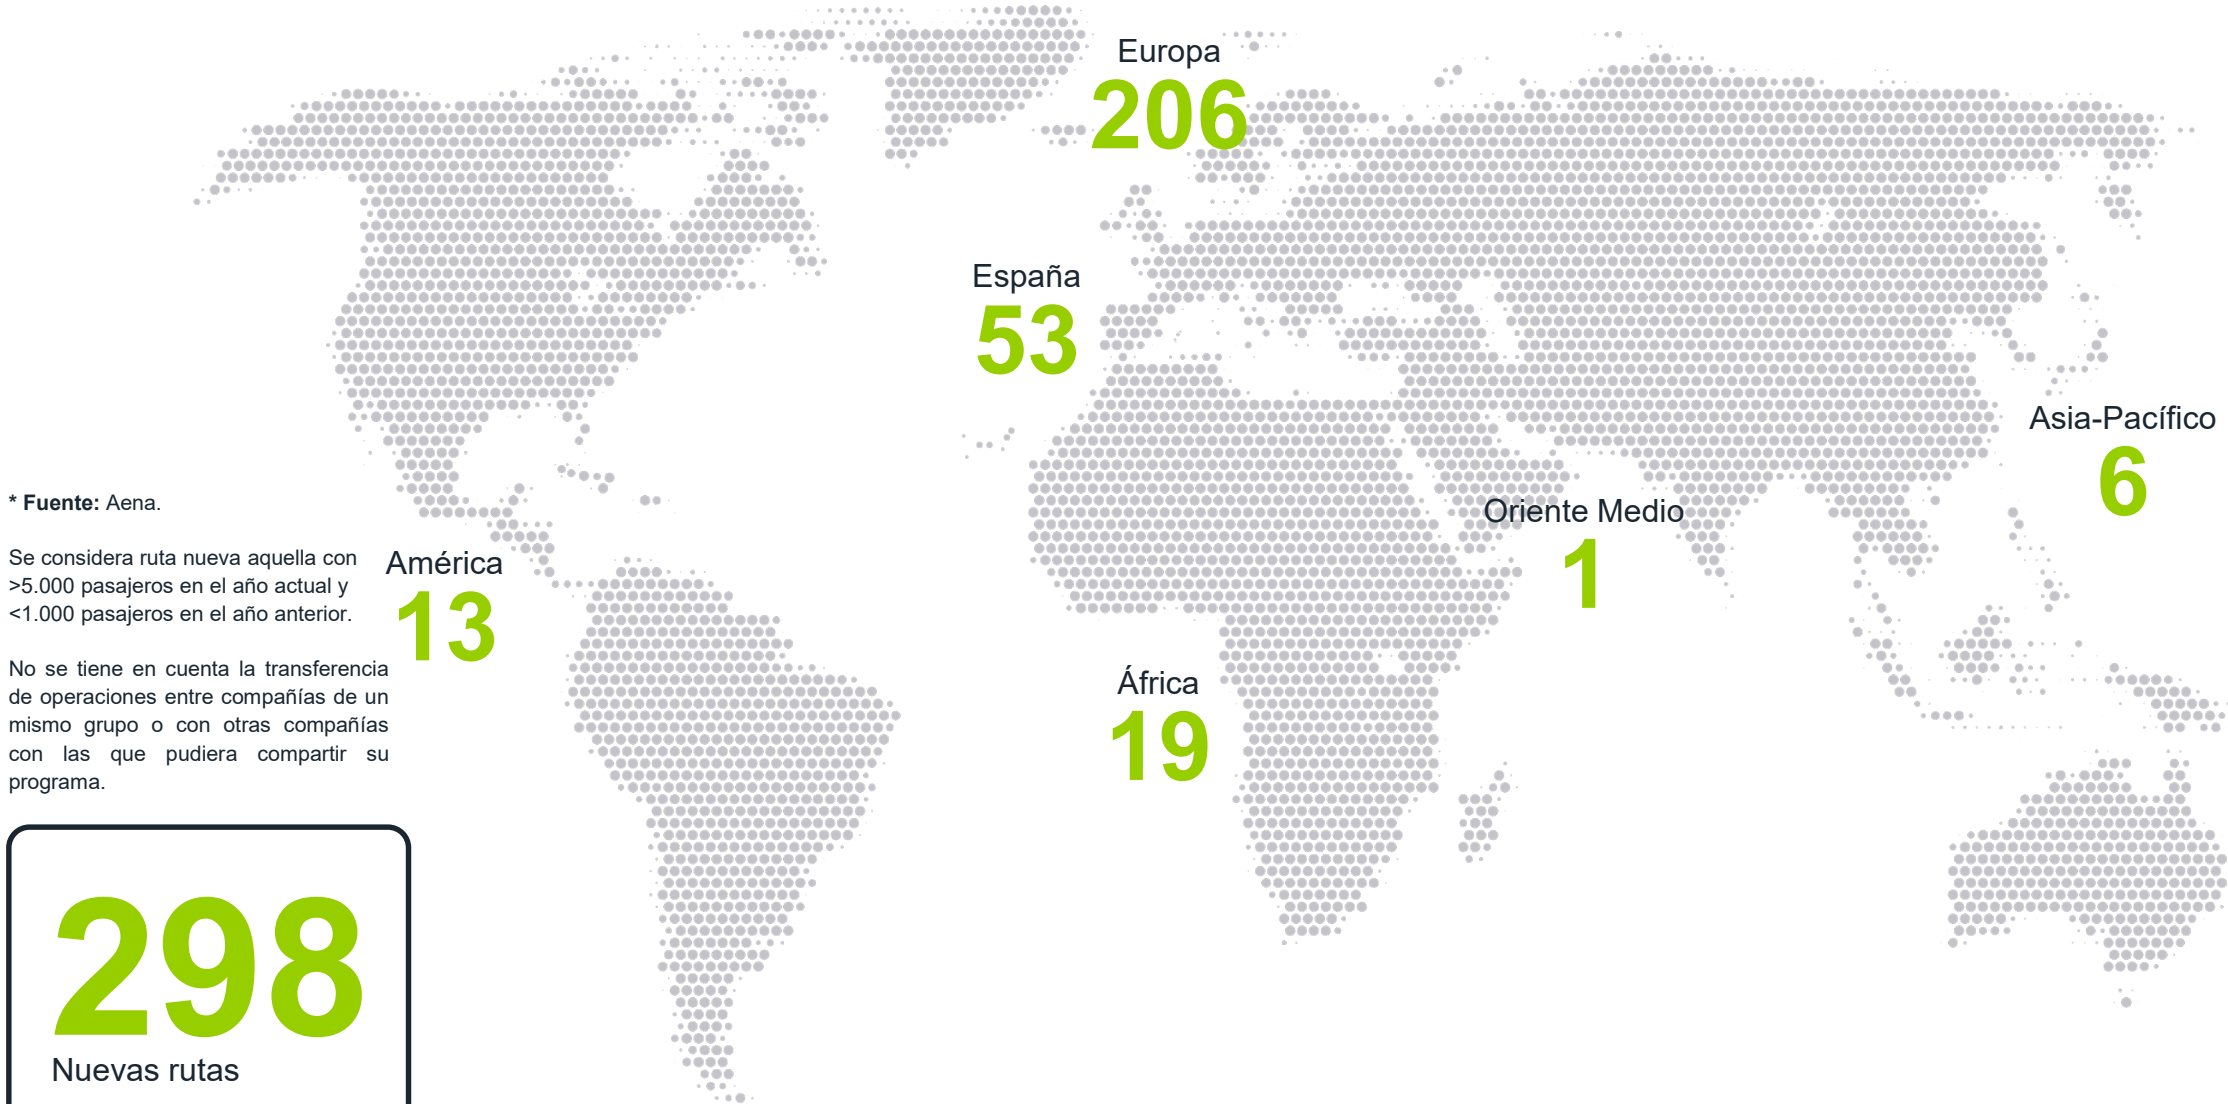 Europa
206
España
53
Asia-Pacífico
6
Oriente Medio
1
América
13
África
19
* Fuente: Aena.
Se considera ruta nueva aquella con
>5.000 pasajeros en el año actual y
<1.000 pasajeros en el año anterior.
No se tiene en cuenta la transferencia
de operaciones entre compañías de un
mismo grupo o con otras compañías
con las que pudiera compartir su
programa.
298
Nuevas rutas